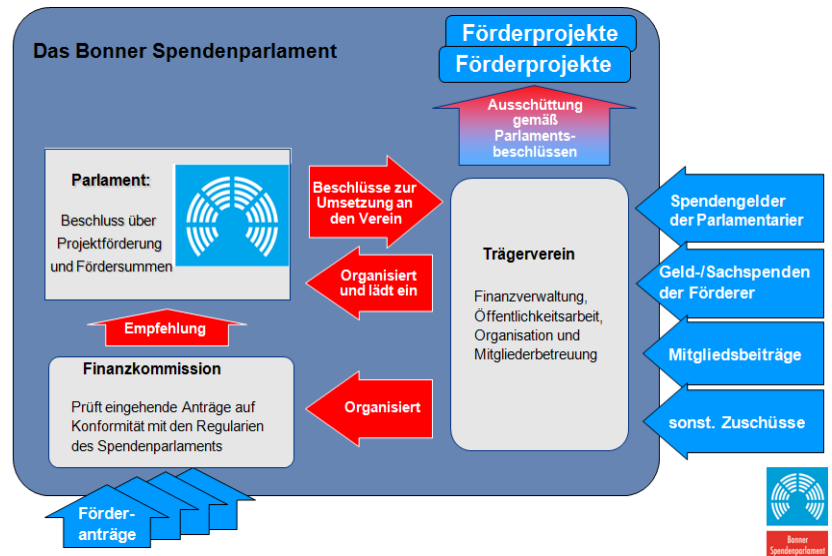 Das Bonner Spendenparlament
Förderprojekte
Förderprojekte
Ausschüttung
gemäß
Parlaments-
beschlüssen
Parlament:
Beschluss über
Projektförderung
und Fördersummen
Beschlüsse zur
Umsetzung an
den Verein
Organisiert
und lädt ein
Trägerverein
Finanzverwaltung,
Öffentlichkeitsarbeit,
Organisation und
Mitgliederbetreuung
Spendengelder
der Parlamentarier
Geld-/Sachspenden
der Förderer
Mitgliedsbeiträge
sonst. Zuschüsse
Empfehlung
Finanzkommission
Prüft eingehende Anträge auf
Konformität mit den Regularien
des Spendenparlaments
Organisiert
Förder-
anträge
Bonner
Spendenparlament